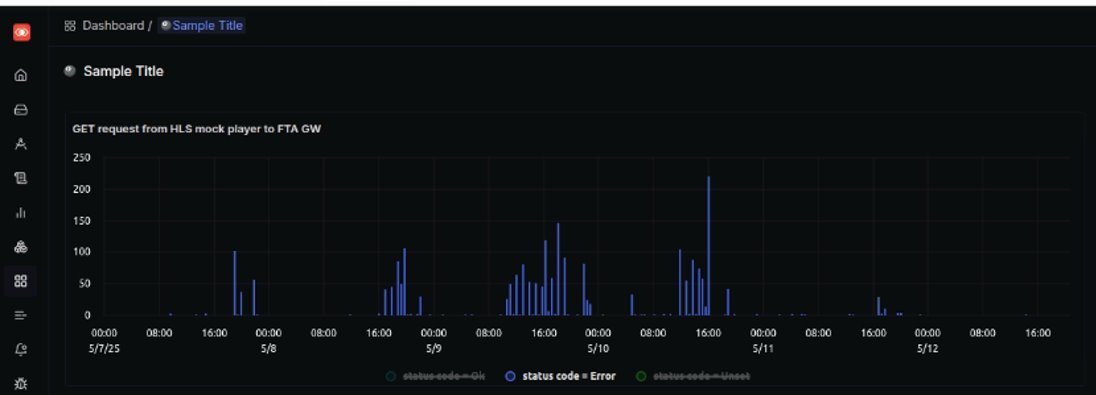 Dashboard / Sample Title
Sample Title
GET request from HLS mock player to FTA GW
250
200
150
100
50
0
00:00 08:00 16:00 00:00 08:00 16:00 00:00 08:00 16:00 00:00 08:00 16:00 00:00 08:00 16:00 00:00 08:00 16:00
5/7/25 5/8 5/9 5/10 5/11 5/12
status code = Ok status code = Error status code = Unset